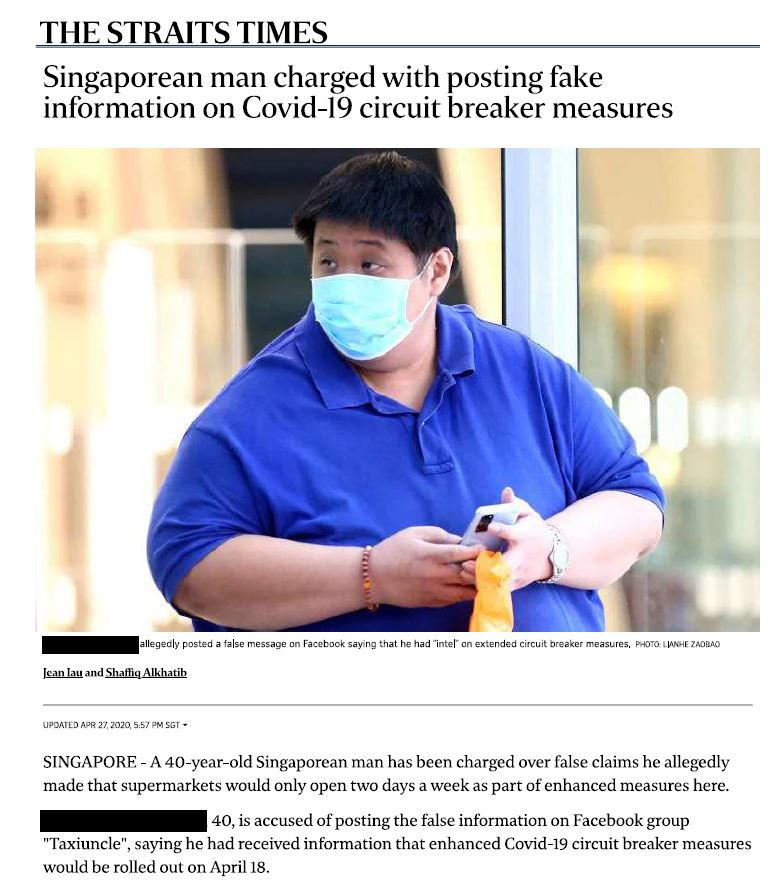 THE STRAITS TIMES
Singaporean man charged with posting fake
information on Covid-19 circuit breaker measures
allegedly posted a false message on Facebook saying that he had "intel" on extended circuit breaker measures. PHOTO: LIANHE ZAOBAO
Jean Iau and Shaffiq Alkhatib
UPDATED APR 27, 2020, 5:57 PM SGT
SINGAPORE - A 40-year-old Singaporean man has been charged over false claims he allegedly
made that supermarkets would only open two days a week as part of enhanced measures here.
40, is accused of posting the false information on Facebook group
"Taxiuncle", saying he had received information that enhanced Covid-19 circuit breaker measures
would be rolled out on April 18.